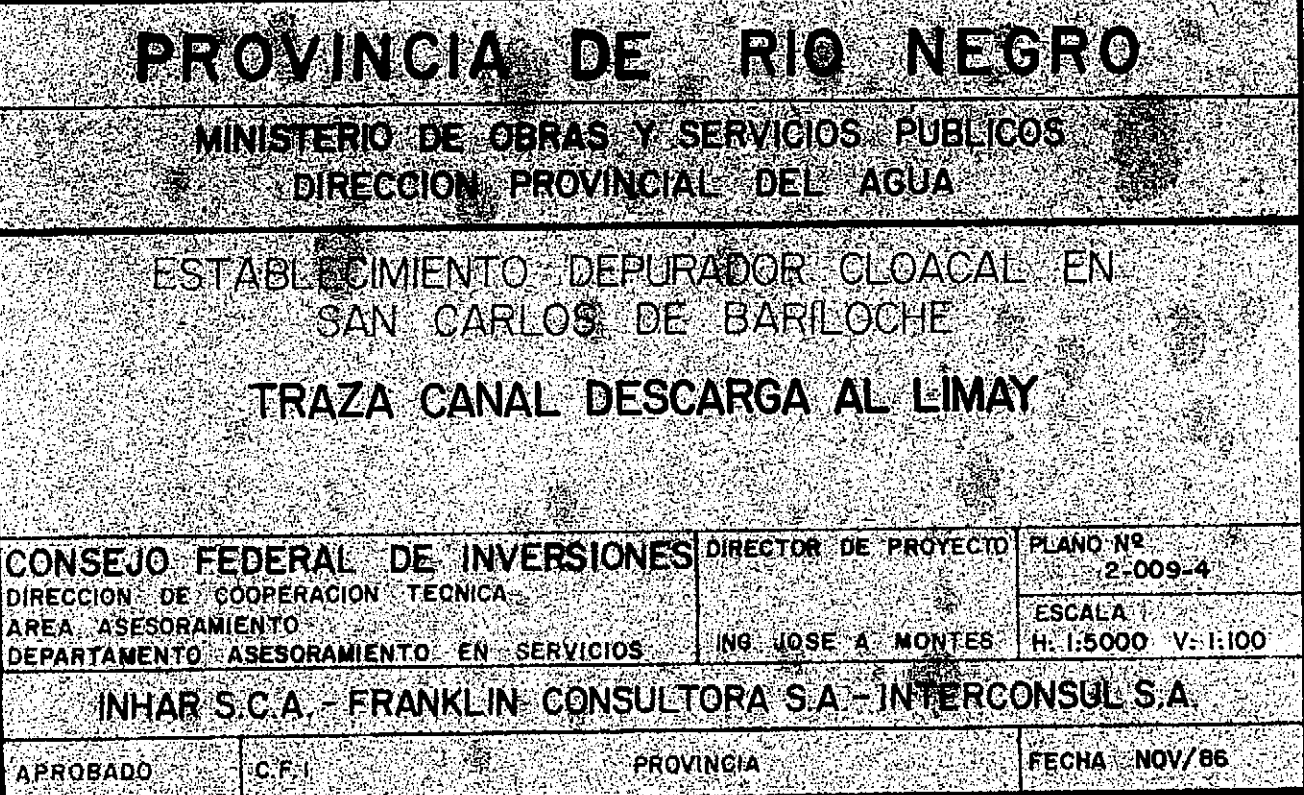 PROVINCIA DE RIO NEGRO
MINISTERIO DE OBRAS Y SERVICIOS PUBLICOS
DIRECCION PROVINCIAL DEL AGUA
ESTABLECIMIENTO DEPURADOR CLOACAL EN
SAN CARLOS DE BARILOCHE
TRAZA CANAL DESCARGA AL LIMAY
CONSEJO FEDERAL DE INVERSIONES
DIRECCION DE COOPERACION TECNICA
AREA ASESORAMIENTO
DEPARTAMENTO ASESORAMIENTO EN SERVICIOS
DIRECTOR DE PROYECTO
ING JOSE A MONTES
PLANO Nº
2-009-4
ESCALA
H: 1:5000 V: 1:100
INHAR S.C.A. - FRANKLIN CONSULTORA S.A. - INTERCONSUL S.A.
APROBADO
C.F.I.
PROVINCIA
FECHA NOV/86